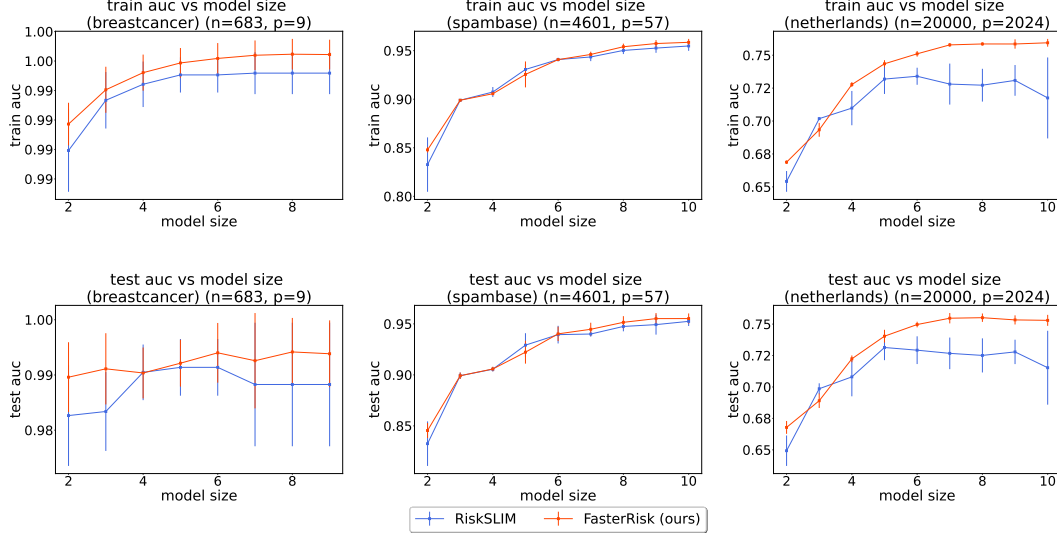 train auc vs model size
(breastcancer) (n=683, p=9)
1.00
1.00
0.99
0.99
0.99
0.99
train auc
2 4 6 8
model size
train auc vs model size
(spambase) (n=4601, p=57)
0.95
0.90
0.85
0.80
train auc
2 4 6 8 10
model size
train auc vs model size
(netherlands) (n=20000, p=2024)
0.75
0.72
0.70
0.68
0.65
train auc
2 4 6 8 10
model size
test auc vs model size
(breastcancer) (n=683, p=9)
1.00
0.99
0.98
test auc
2 4 6 8
model size
test auc vs model size
(spambase) (n=4601, p=57)
0.95
0.90
0.85
test auc
2 4 6 8 10
model size
test auc vs model size
(netherlands) (n=20000, p=2024)
0.75
0.72
0.70
0.68
0.65
test auc
2 4 6 8 10
model size
RiskSLIM FasterRisk (ours)